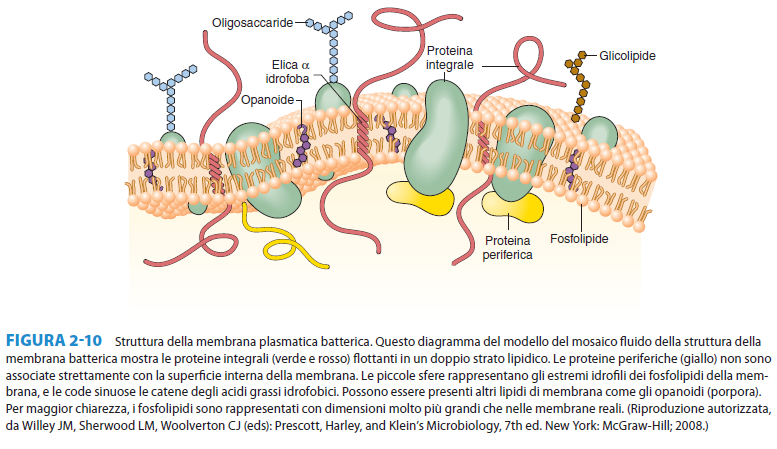 Oligosaccaride
Elica α
idrofoba
Opanoide
Proteina
integrale
Glicolipide
Proteina
periferica
Fosfolipide
FIGURA 2-10 Struttura della membrana plasmatica batterica. Questo diagramma del modello del mosaico fluido della struttura della
membrana batterica mostra le proteine integrali (verde e rosso) flottanti in un doppio strato lipidico. Le proteine periferiche (giallo) non sono
associate strettamente con la superficie interna della membrana. Le piccole sfere rappresentano gli estremi idrofili dei fosfolipidi della mem-
brana, e le code sinuose le catene degli acidi grassi idrofobici. Possono essere presenti altri lipidi di membrana come gli opanoidi (porpora).
Per maggior chiarezza, i fosfolipidi sono rappresentati con dimensioni molto più grandi che nelle membrane reali. (Riproduzione autorizzata,
da Willey JM, Sherwood LM, Woolverton CJ (eds): Prescott, Harley, and Klein's Microbiology, 7th ed. New York: McGraw-Hill; 2008.)